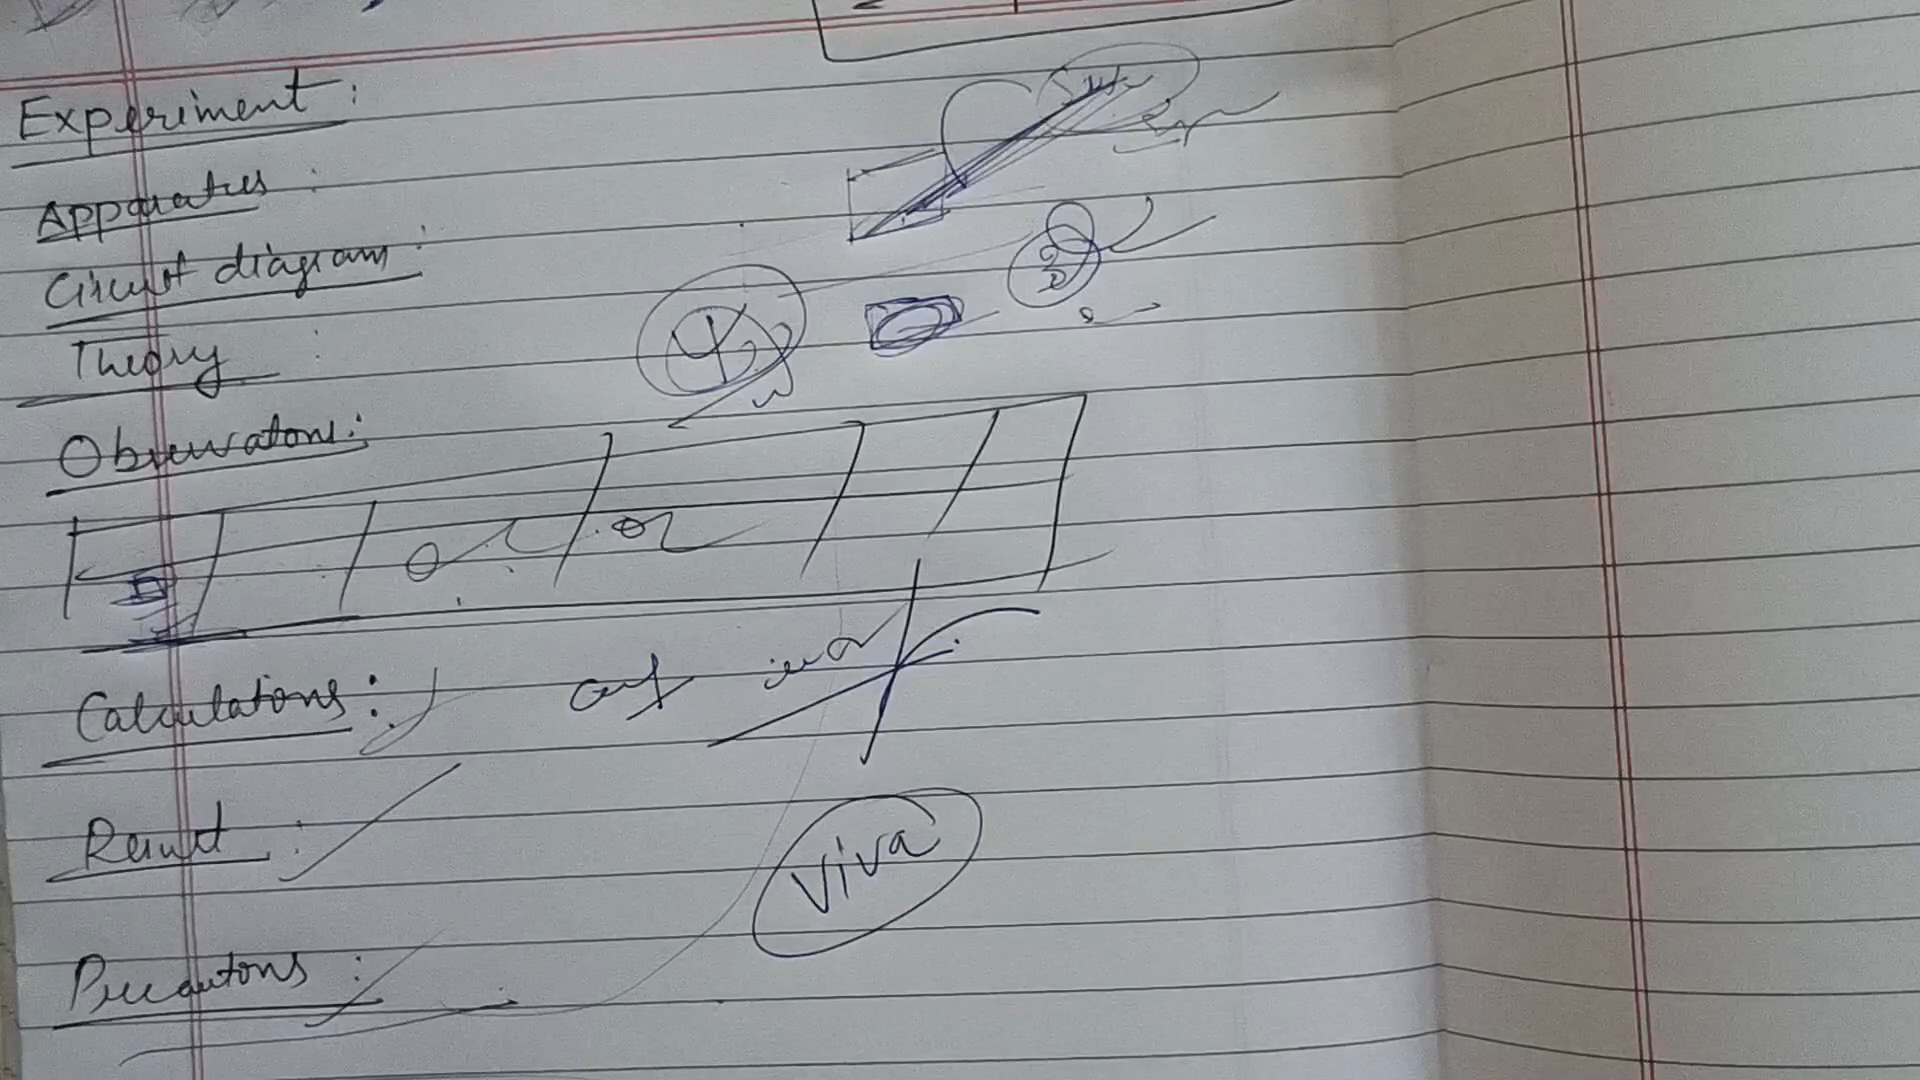 Experiment :
Apparatus :
Circuit diagram :
Theory :
Observations :
Calculations :
Result :
Viva
Precautions :